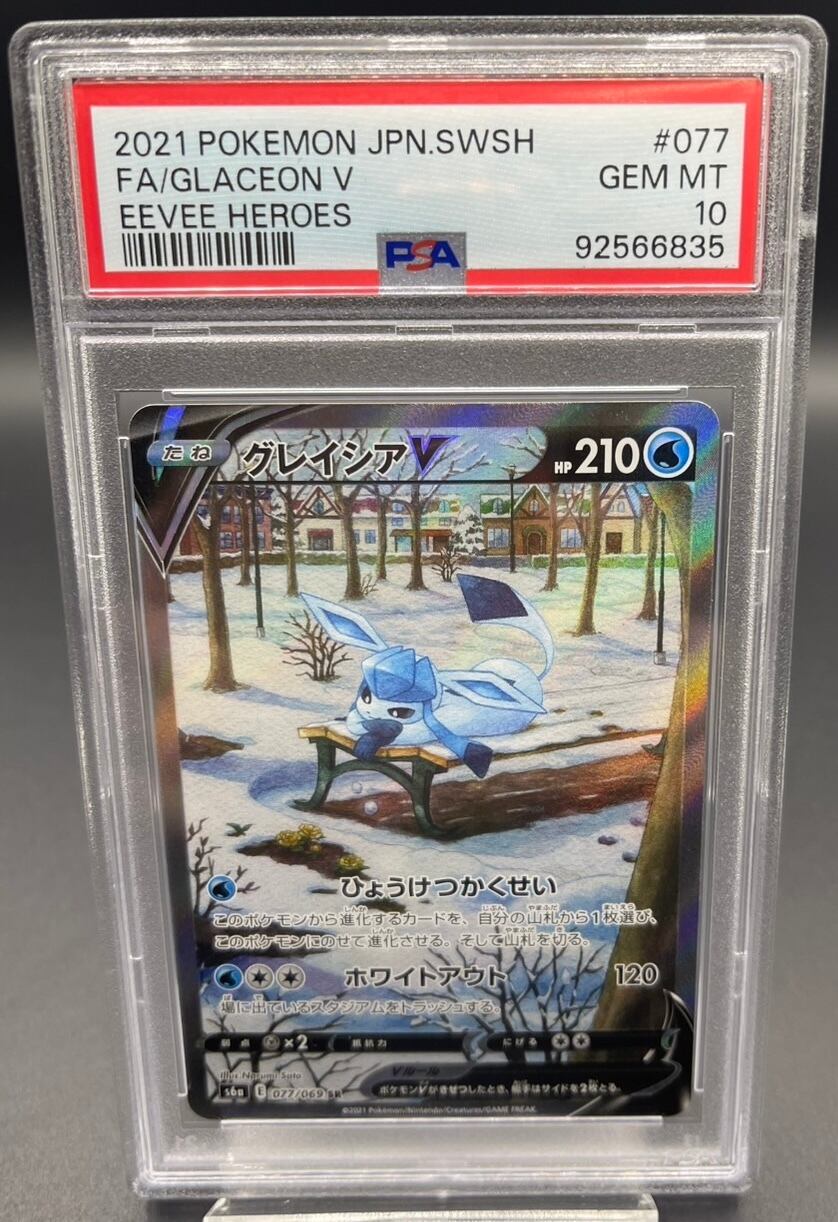 2021 POKEMON JPN.SWSH #077
FA/GLACEON V GEM MT
EEVEE HEROES 10
PSA 92566835
たね グレイシアV HP 210
ひょうけつかくせい
このポケモンから進化するカードを、自分の山札から1枚選び、
このポケモンにのせて進化させる。そして山札を切る。
ホワイトアウト 120
場に出ているスタジアムをトラッシュする。
弱点 ×2 抵抗力 にげる
Illus. Narumi Sato Vルール
s6a E 077/069 SR ポケモンVがきぜつしたとき、相手はサイドを2枚とる。
©2021 Pokémon/Nintendo/Creatures/GAME FREAK.